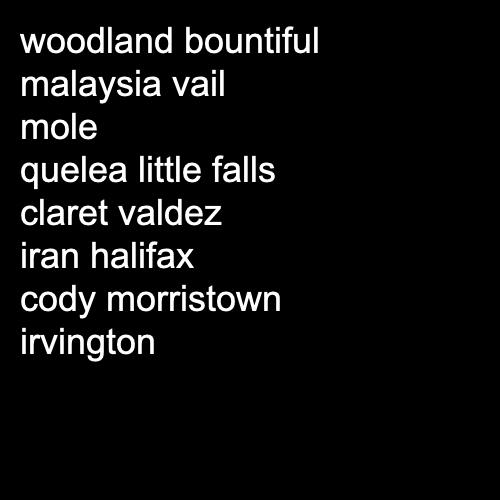 woodland bountiful
malaysia vail
mole
quelea little falls
claret valdez
iran halifax
cody morristown
irvington